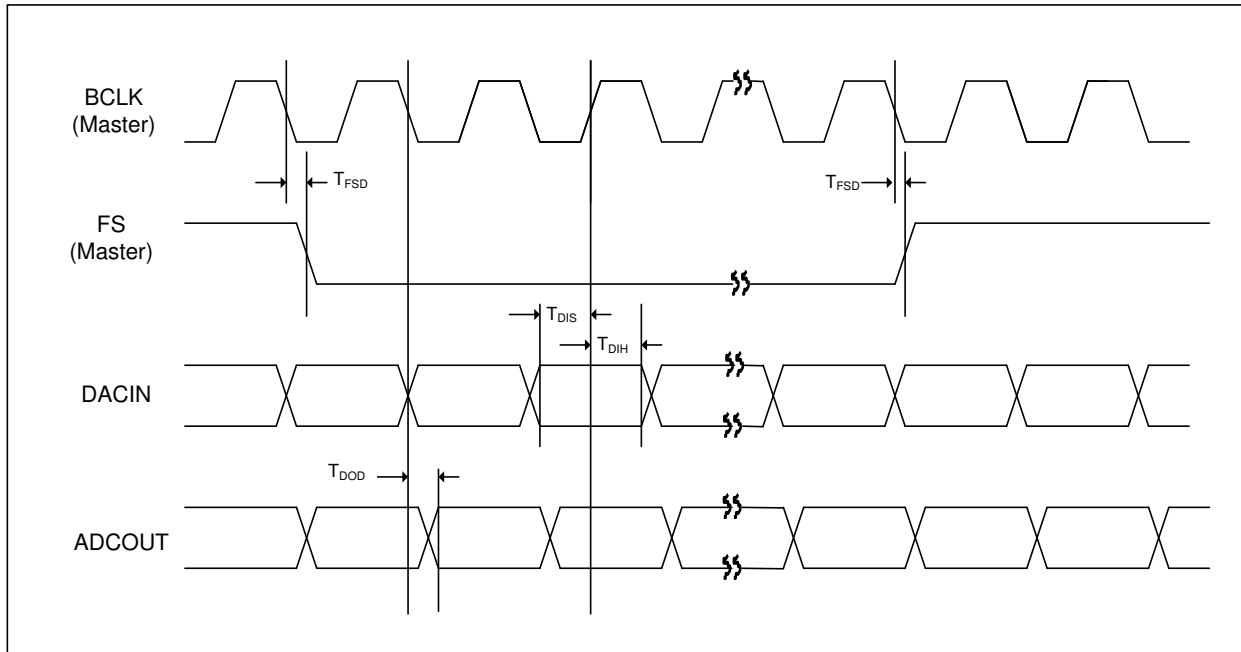 BCLK
(Master)
T_FSD
T_FSD
FS
(Master)
T_DIS
T_DIH
DACIN
T_DOD
ADCOUT